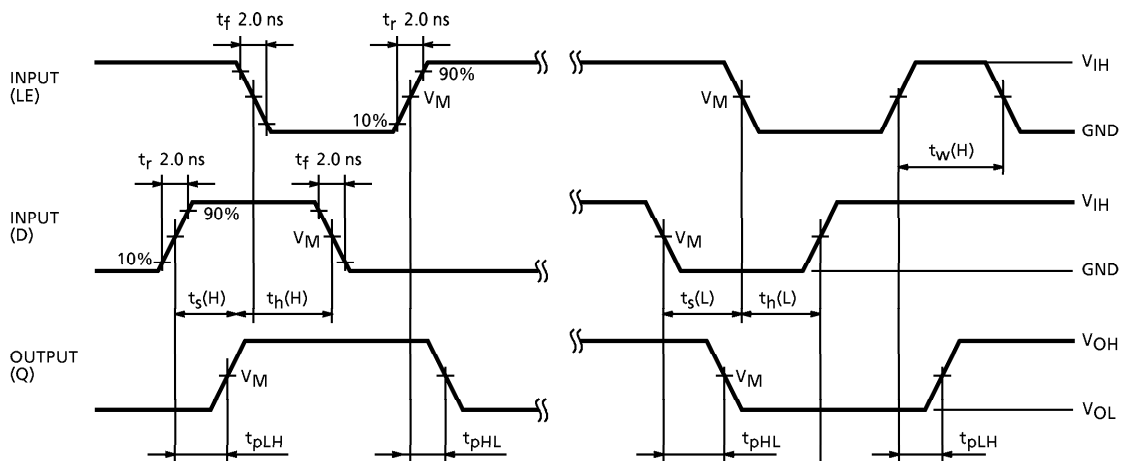 tf 2.0 ns
tr 2.0 ns
INPUT
(LE)
90%
VM
10%
VM
VIH
GND
tw(H)
tr 2.0 ns
tf 2.0 ns
INPUT
(D)
90%
VM
10%
VM
VIH
GND
ts(H)
th(H)
ts(L)
th(L)
OUTPUT
(Q)
VM
VM
VOH
VOL
tpLH
tpHL
tpHL
tpLH